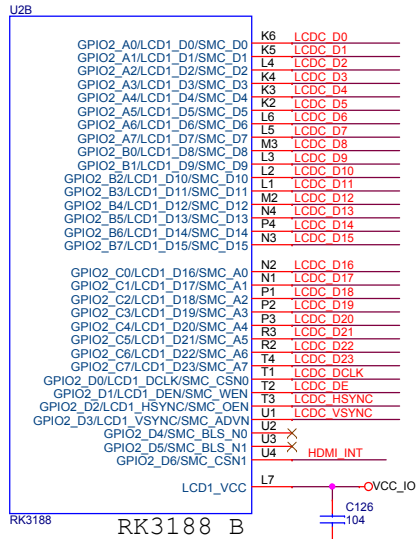 U2B
GPIO2_A0/LCD1_D0/SMC_D0 K6 LCDC_D0
GPIO2_A1/LCD1_D1/SMC_D1 K5 LCDC_D1
GPIO2_A2/LCD1_D2/SMC_D2 L4 LCDC_D2
GPIO2_A3/LCD1_D3/SMC_D3 K4 LCDC_D3
GPIO2_A4/LCD1_D4/SMC_D4 K3 LCDC_D4
GPIO2_A5/LCD1_D5/SMC_D5 K2 LCDC_D5
GPIO2_A6/LCD1_D6/SMC_D6 L6 LCDC_D6
GPIO2_A7/LCD1_D7/SMC_D7 L5 LCDC_D7
GPIO2_B0/LCD1_D8/SMC_D8 M3 LCDC_D8
GPIO2_B1/LCD1_D9/SMC_D9 L3 LCDC_D9
GPIO2_B2/LCD1_D10/SMC_D10 L2 LCDC_D10
GPIO2_B3/LCD1_D11/SMC_D11 L1 LCDC_D11
GPIO2_B4/LCD1_D12/SMC_D12 M2 LCDC_D12
GPIO2_B5/LCD1_D13/SMC_D13 N4 LCDC_D13
GPIO2_B6/LCD1_D14/SMC_D14 P4 LCDC_D14
GPIO2_B7/LCD1_D15/SMC_D15 N3 LCDC_D15
GPIO2_C0/LCD1_D16/SMC_A0 N2 LCDC_D16
GPIO2_C1/LCD1_D17/SMC_A1 N1 LCDC_D17
GPIO2_C2/LCD1_D18/SMC_A2 P1 LCDC_D18
GPIO2_C3/LCD1_D19/SMC_A3 P2 LCDC_D19
GPIO2_C4/LCD1_D20/SMC_A4 P3 LCDC_D20
GPIO2_C5/LCD1_D21/SMC_A5 R3 LCDC_D21
GPIO2_C6/LCD1_D22/SMC_A6 R2 LCDC_D22
GPIO2_C7/LCD1_D23/SMC_A7 T4 LCDC_D23
GPIO2_D0/LCD1_DCLK/SMC_CSN0 T1 LCDC_DCLK
GPIO2_D1/LCD1_DEN/SMC_WEN T2 LCDC_DE
GPIO2_D2/LCD1_HSYNC/SMC_OEN T3 LCDC_HSYNC
GPIO2_D3/LCD1_VSYNC/SMC_ADVN U1 LCDC_VSYNC
GPIO2_D4/SMC_BLS_N0 U2
GPIO2_D5/SMC_BLS_N1 U3
GPIO2_D6/SMC_CSN1 U4 HDMI_INT
LCD1_VCC L7 VCC_IO
C126
104
RK3188
RK3188 B